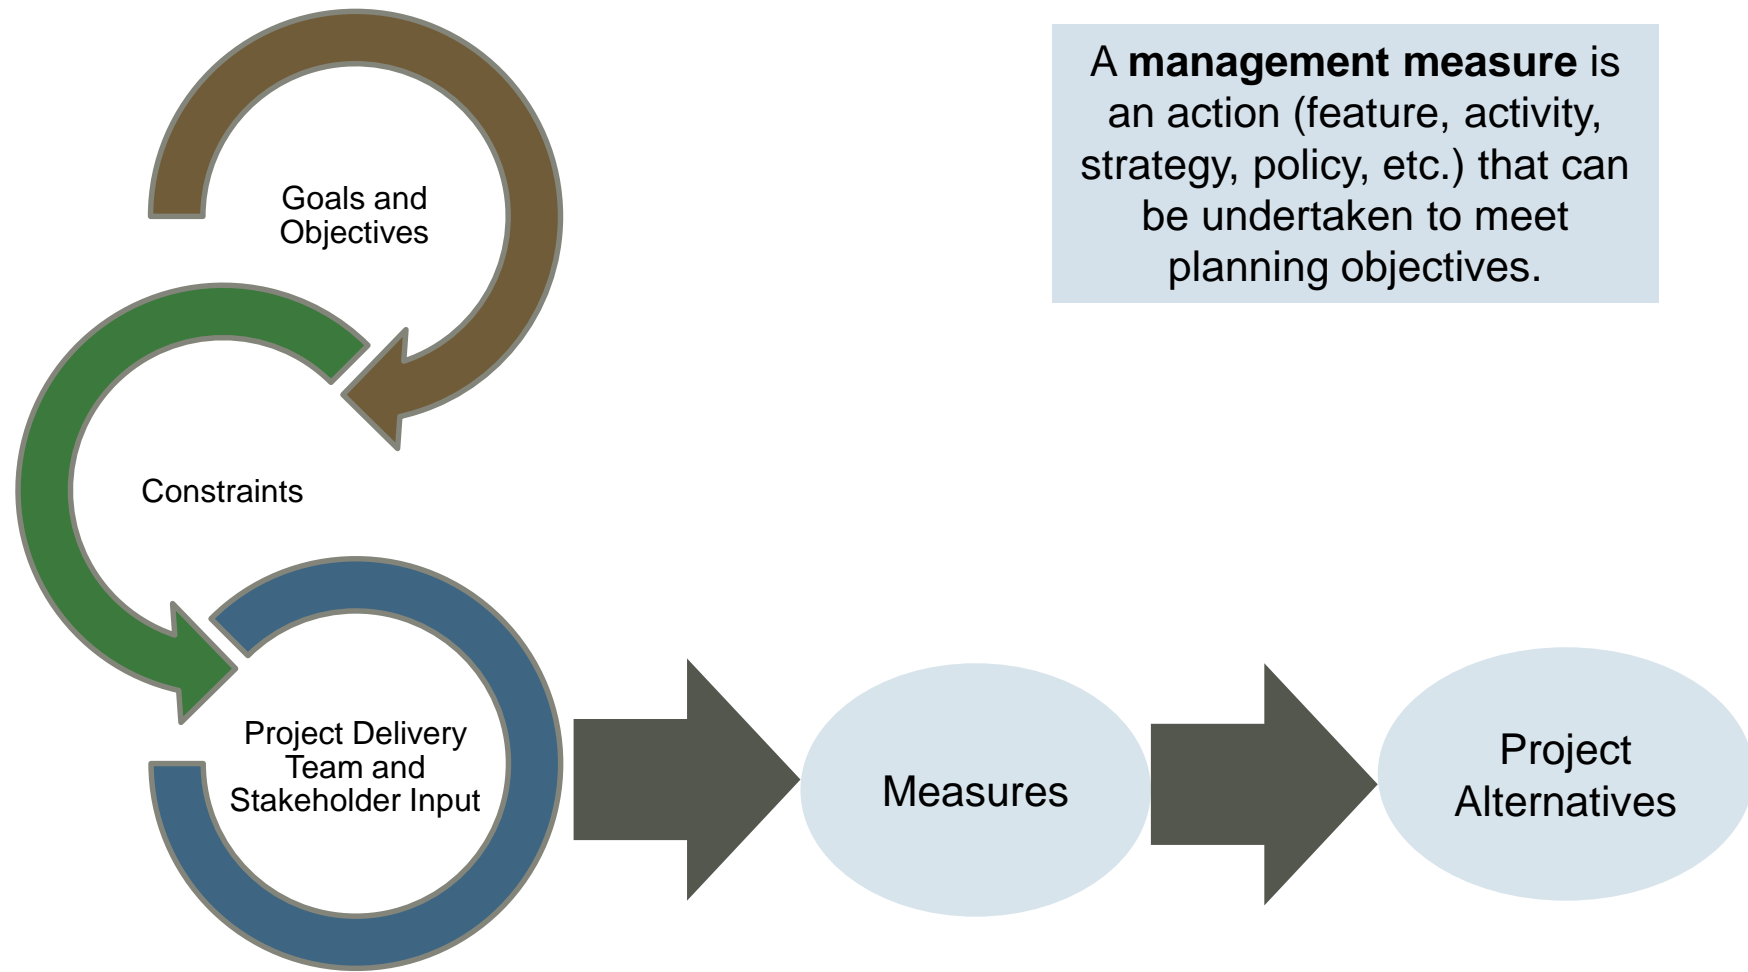 A management measure is
an action (feature, activity,
strategy, policy, etc.) that can
be undertaken to meet
planning objectives.
Goals and
Objectives
Constraints
Project Delivery
Team and
Stakeholder Input
Measures
Project
Alternatives